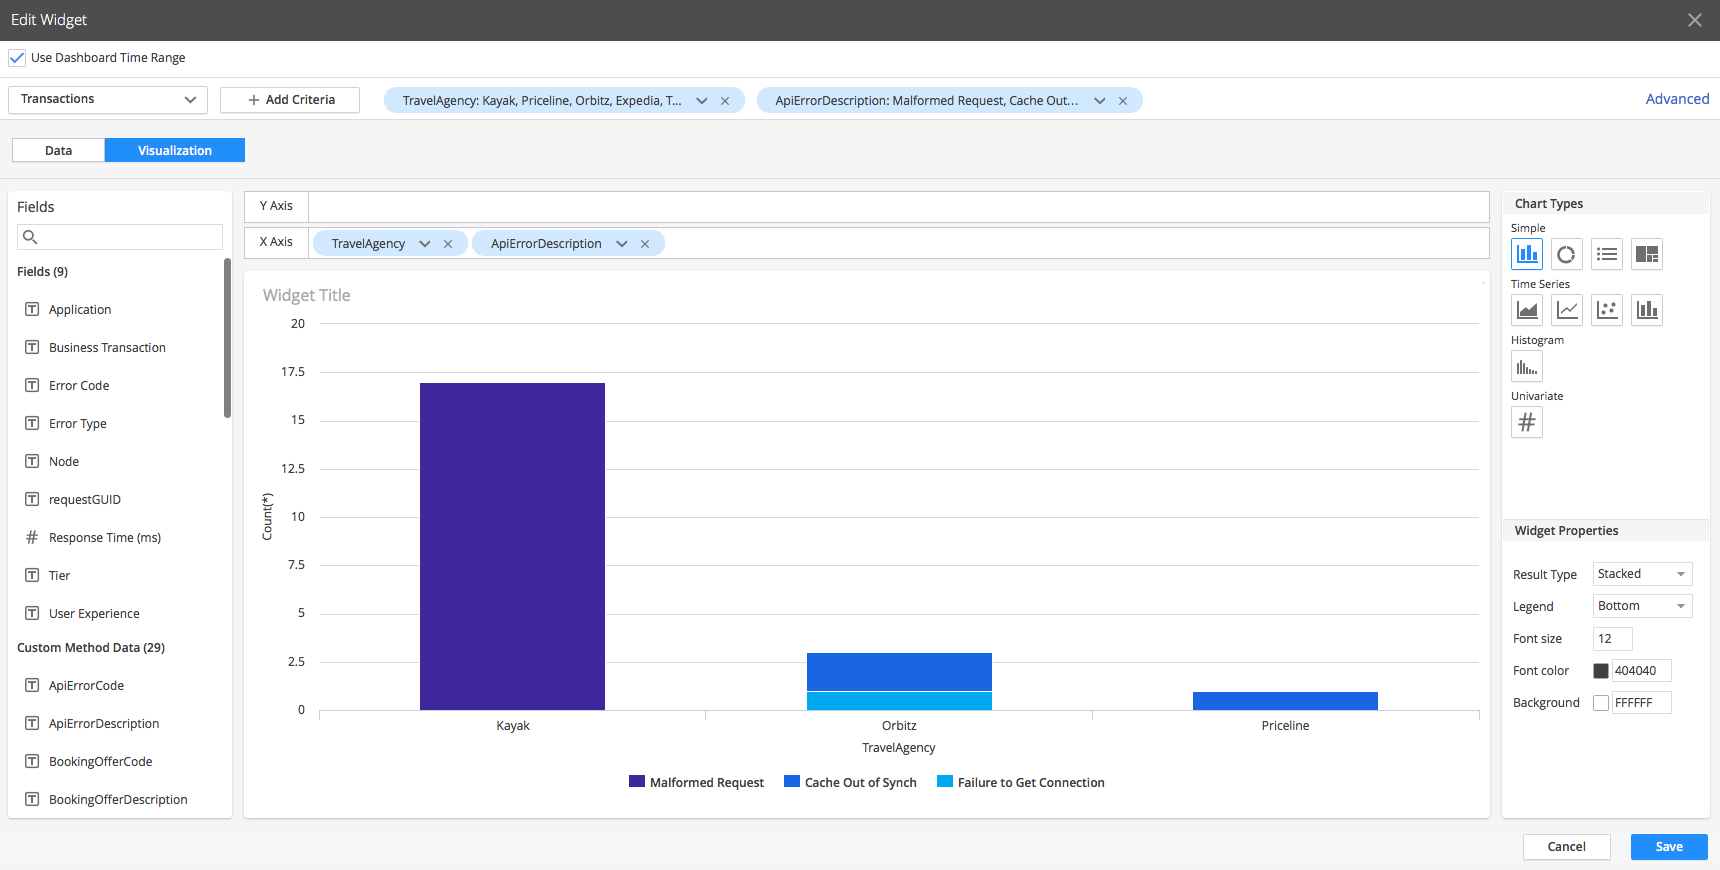 Edit Widget
Use Dashboard Time Range
Transactions
Add Criteria
TravelAgency: Kayak, Priceline, Orbitz, Expedia, T...
ApiErrorDescription: Malformed Request, Cache Out...
Advanced
Data
Visualization
Fields
Fields (9)
Application
Business Transaction
Error Code
Error Type
Node
requestGUID
# Response Time (ms)
Tier
User Experience
Custom Method Data (29)
ApiErrorCode
ApiErrorDescription
BookingOfferCode
BookingOfferDescription
Y Axis
X Axis
TravelAgency
ApiErrorDescription
Widget Title
20
17.5
15
12.5
10
7.5
5
2.5
0
Count(*)
Kayak
Orbitz
Priceline
TravelAgency
Malformed Request
Cache Out of Synch
Failure to Get Connection
Chart Types
Simple
Time Series
Histogram
Univariate
#
Widget Properties
Result Type Stacked
Legend Bottom
Font size 12
Font color 404040
Background FFFFFF
Cancel
Save